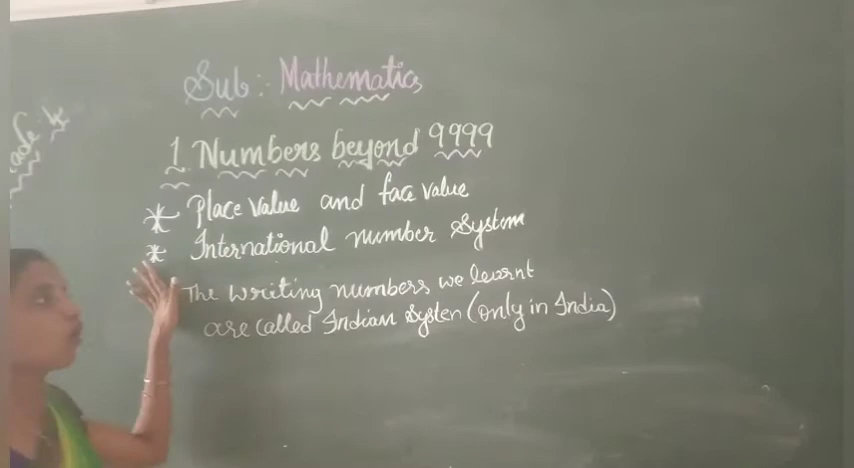 Sub:- Mathematics
1. Numbers beyond 9999
* Place Value and face value
* International number System
The writing numbers we learnt
are called Indian Systen (only in India)